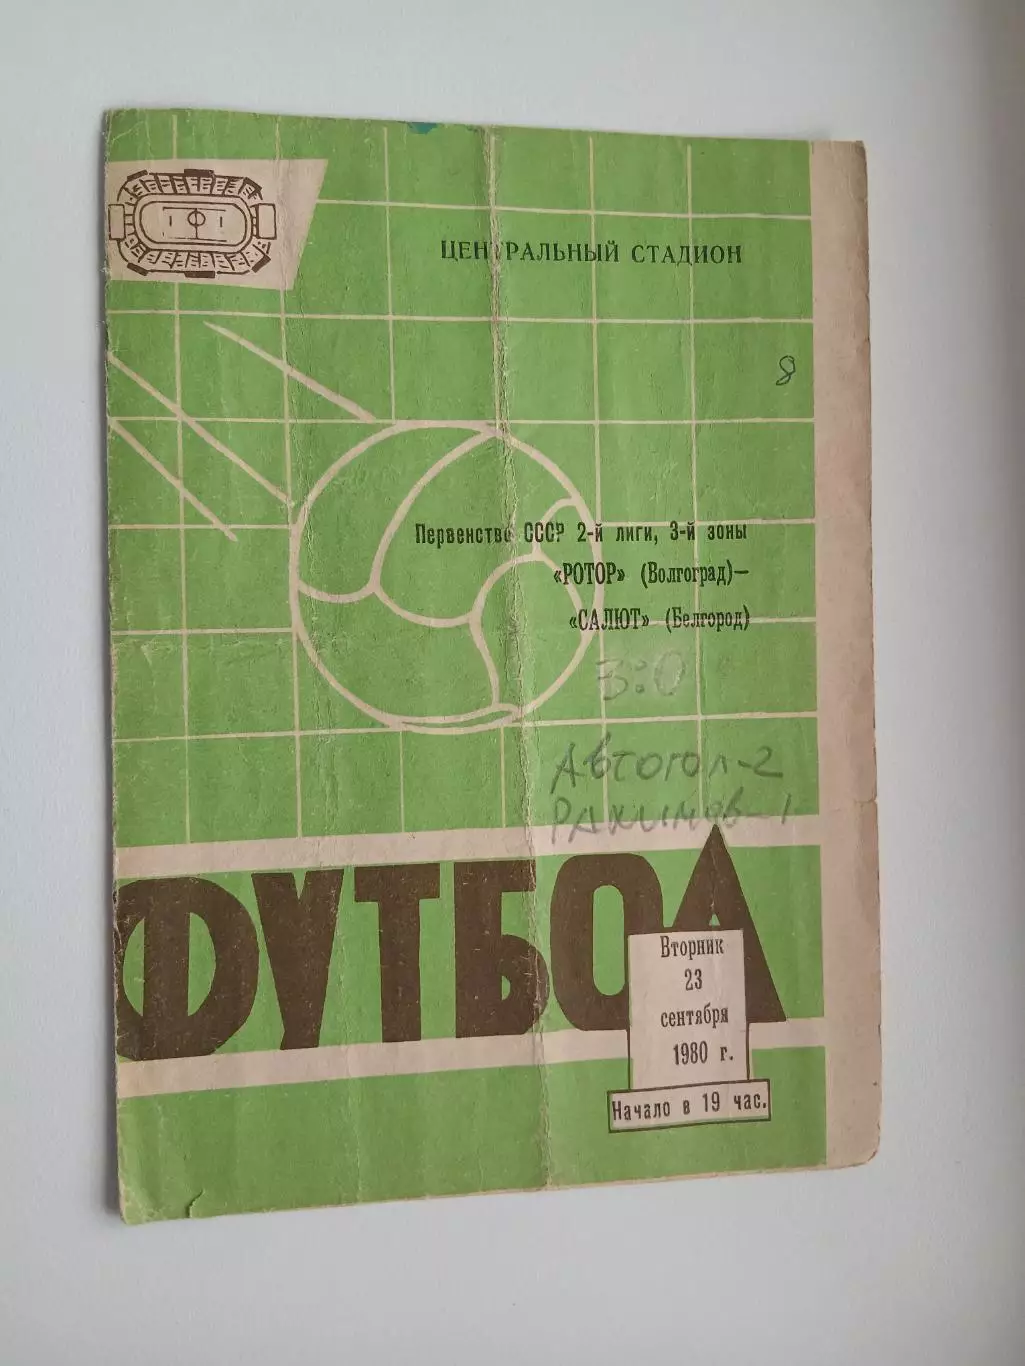 ЦЕНТРАЛЬНЫЙ СТАДИОН
8
Первенство СССР 2-й лиги, 3-й зоны
«РОТОР» (Волгоград)—
«САЛЮТ» (Белгород)
3:0
Автогол-2
Рахимов-1
ФУТБОЛ
Вторник
23
сентября
1980 г.
Начало в 19 час.